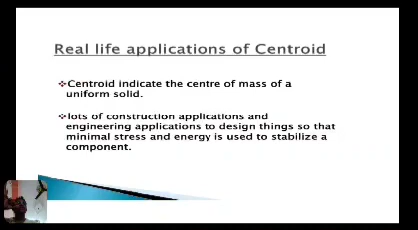 Real life applications of Centroid
❖Centroid indicate the centre of mass of a
uniform solid.
❖lots of construction applications and
engineering applications to design things so that
minimal stress and energy is used to stabilize a
component.